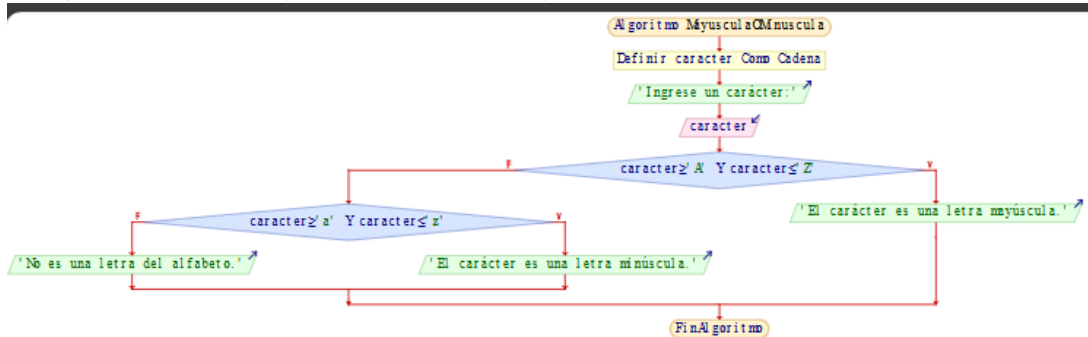 Algoritmo MayusculaOMinuscula
Definir caracter Como Cadena
'Ingrese un carácter:'
caracter
F
V
caracter≥'A' Y caracter≤'Z'
F
V
caracter≥'a' Y caracter≤'z'
'El carácter es una letra mayúscula.'
'No es una letra del alfabeto.'
'El carácter es una letra minúscula.'
FinAlgoritmo